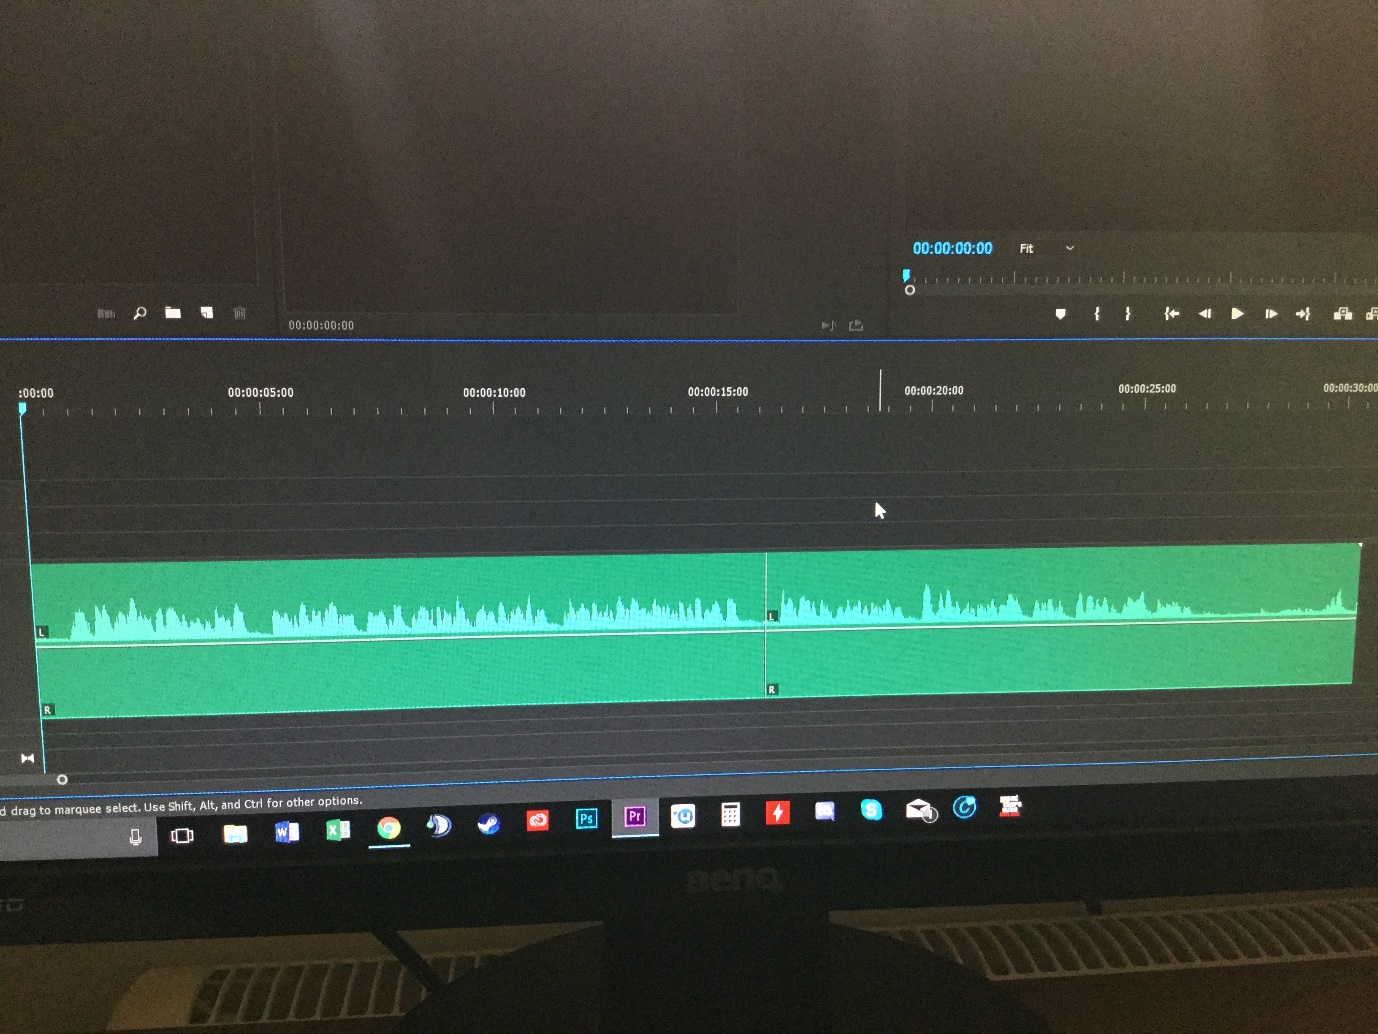 00:00:00:00 Fit
00:00:00:00
:00:00 00:00:05:00 00:00:10:00 00:00:15:00 00:00:20:00 00:00:25:00 00:00:30:00
L L
R R
d drag to marquee select. Use Shift, Alt, and Ctrl for other options.
W X Ps Pr S
BenQ